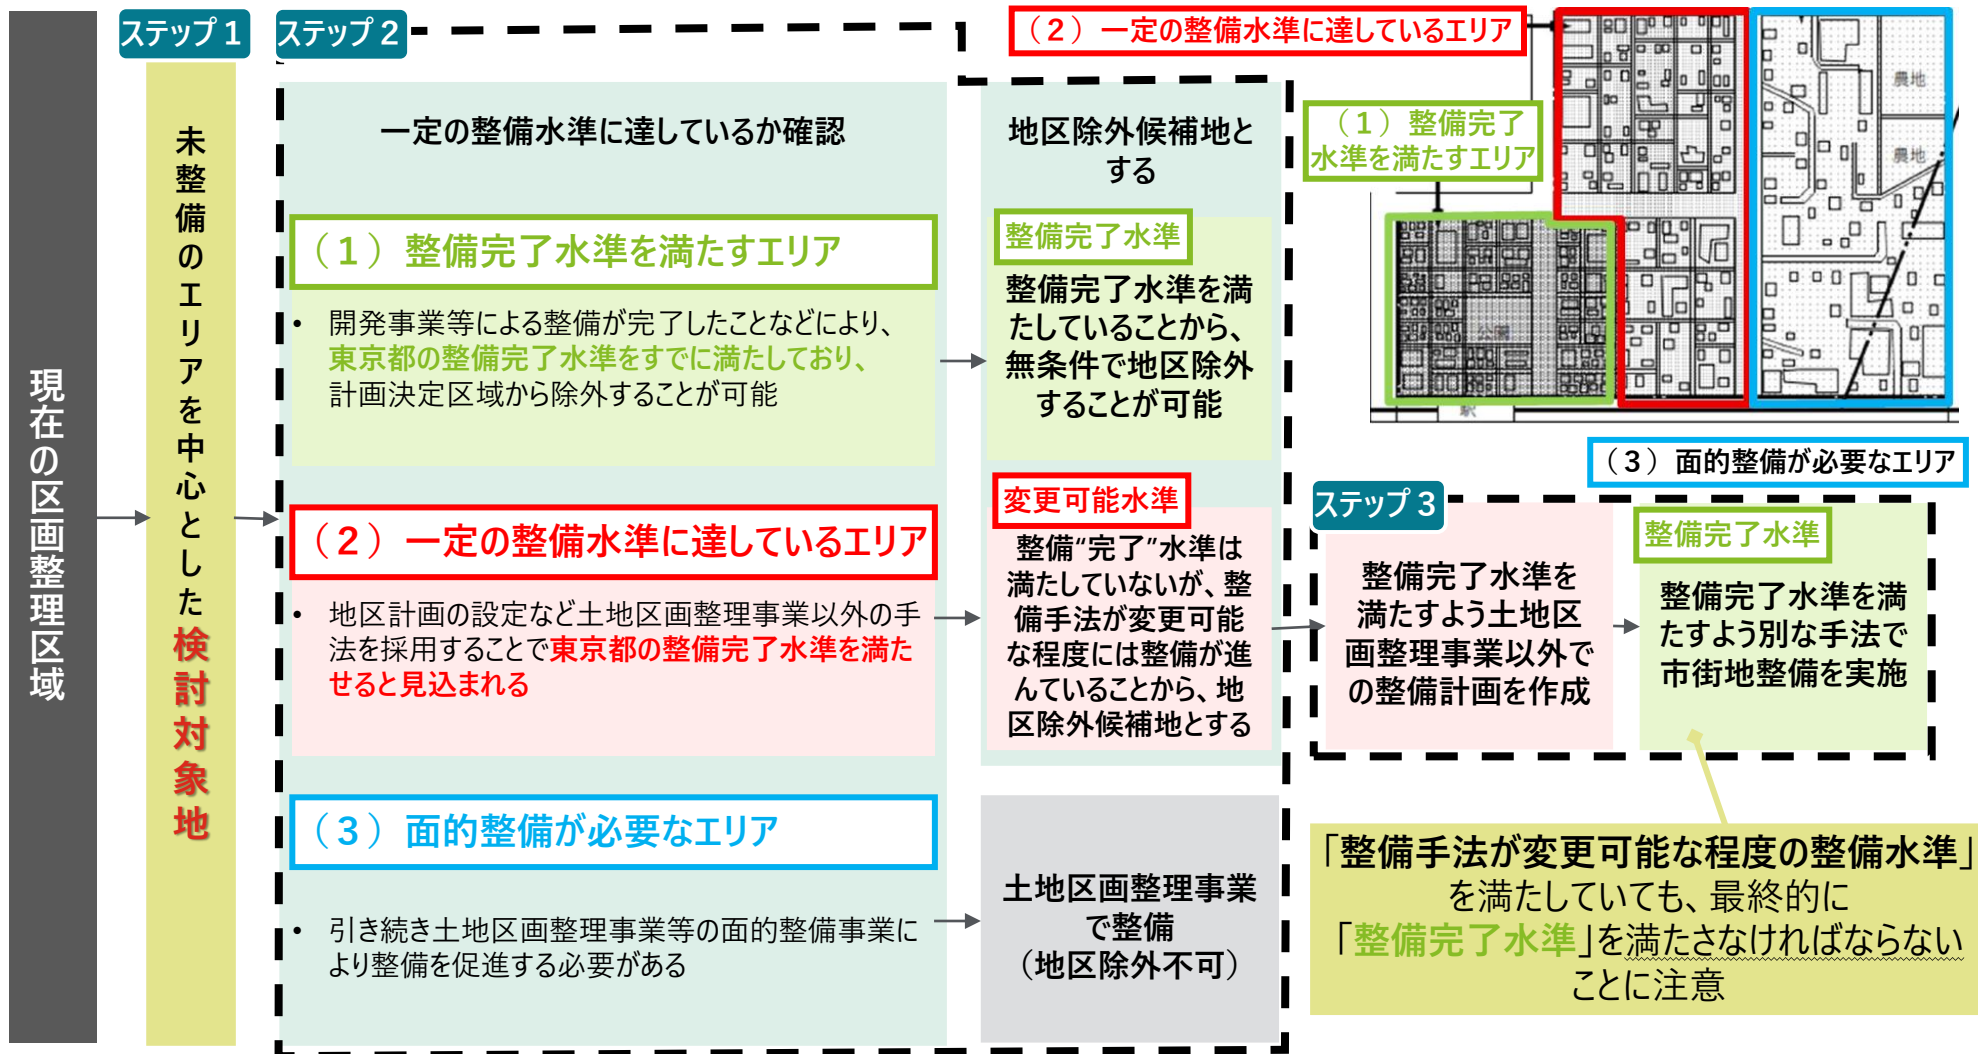 現在の区画整理区域
ステップ１
未整備のエリアを中心とした検討対象地
ステップ２
一定の整備水準に達しているか確認
地区除外候補地と
する
（１）整備完了水準を満たすエリア
• 開発事業等による整備が完了したことなどにより、
東京都の整備完了水準をすでに満たしており、
計画決定区域から除外することが可能
整備完了水準
整備完了水準を満
たしていることから、
無条件で地区除外
することが可能
（２）一定の整備水準に達しているエリア
• 地区計画の設定など土地区画整理事業以外の手
法を採用することで東京都の整備完了水準を満た
せると見込まれる
変更可能水準
整備“完了”水準は
満たしていないが、整
備手法が変更可能
な程度には整備が進
んでいることから、地
区除外候補地とする
（３）面的整備が必要なエリア
• 引き続き土地区画整理事業等の面的整備事業に
より整備を促進する必要がある
土地区画整理事業
で整備
（地区除外不可）
（２）一定の整備水準に達しているエリア
（１）整備完了
水準を満たすエリア
農地
農地
公園
駅
（３）面的整備が必要なエリア
ステップ３
整備完了水準を
満たすよう土地区
画整理事業以外で
の整備計画を作成
整備完了水準
整備完了水準を満
たすよう別な手法で
市街地整備を実施
「整備手法が変更可能な程度の整備水準」
を満たしていても、最終的に
「整備完了水準」を満たさなければならない
ことに注意